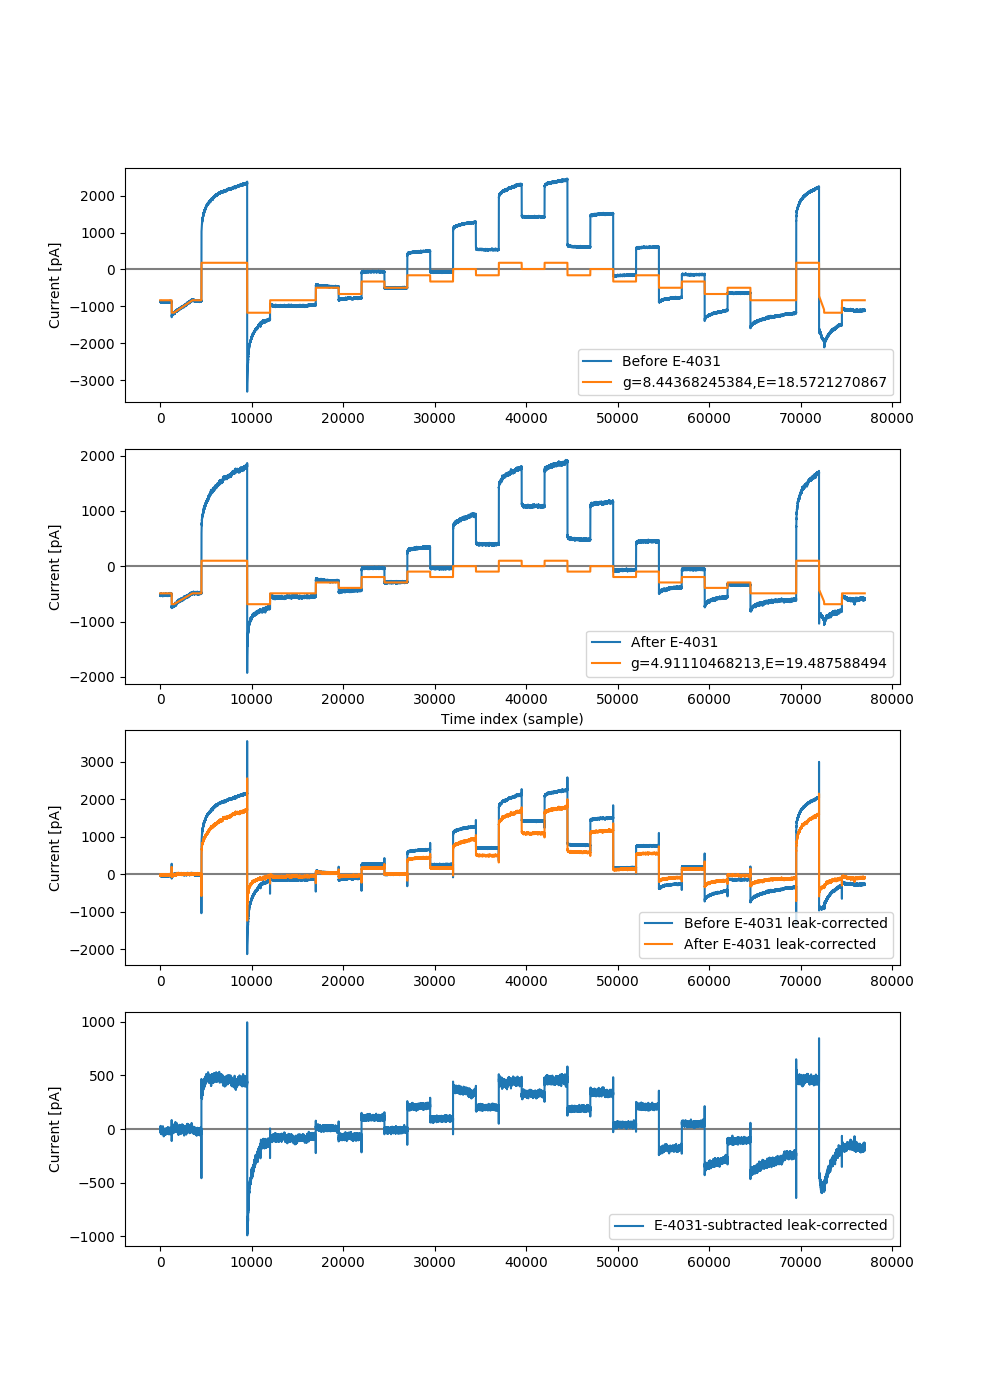 2000
1000
0
−1000
−2000
−3000
Current [pA]
Before E-4031
g=8.44368245384,E=18.5721270867
0 10000 20000 30000 40000 50000 60000 70000 80000
2000
1000
0
−1000
−2000
Current [pA]
After E-4031
g=4.91110468213,E=19.487588494
0 10000 20000 30000 40000 50000 60000 70000 80000
Time index (sample)
3000
2000
1000
0
−1000
−2000
Current [pA]
Before E-4031 leak-corrected
After E-4031 leak-corrected
0 10000 20000 30000 40000 50000 60000 70000 80000
1000
500
0
−500
−1000
Current [pA]
E-4031-subtracted leak-corrected
0 10000 20000 30000 40000 50000 60000 70000 80000